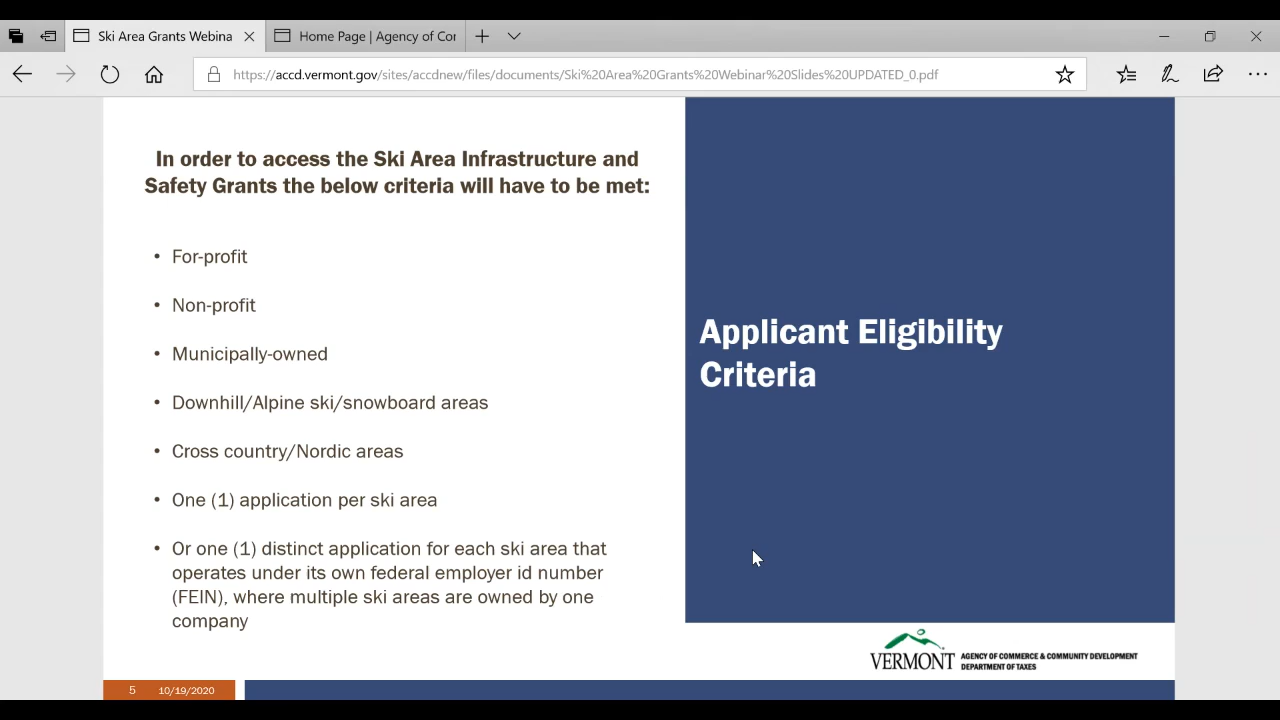 Ski Area Grants Webina
Home Page | Agency of Cor
https://accd.vermont.gov/sites/accdnew/files/documents/Ski%20Area%20Grants%20Webinar%20Slides%20UPDATED_0.pdf
In order to access the Ski Area Infrastructure and
Safety Grants the below criteria will have to be met:
• For-profit
• Non-profit
• Municipally-owned
• Downhill/Alpine ski/snowboard areas
• Cross country/Nordic areas
• One (1) application per ski area
• Or one (1) distinct application for each ski area that
operates under its own federal employer id number
(FEIN), where multiple ski areas are owned by one
company
Applicant Eligibility
Criteria
VERMONT
AGENCY OF COMMERCE & COMMUNITY DEVELOPMENT
DEPARTMENT OF TAXES
5 10/19/2020